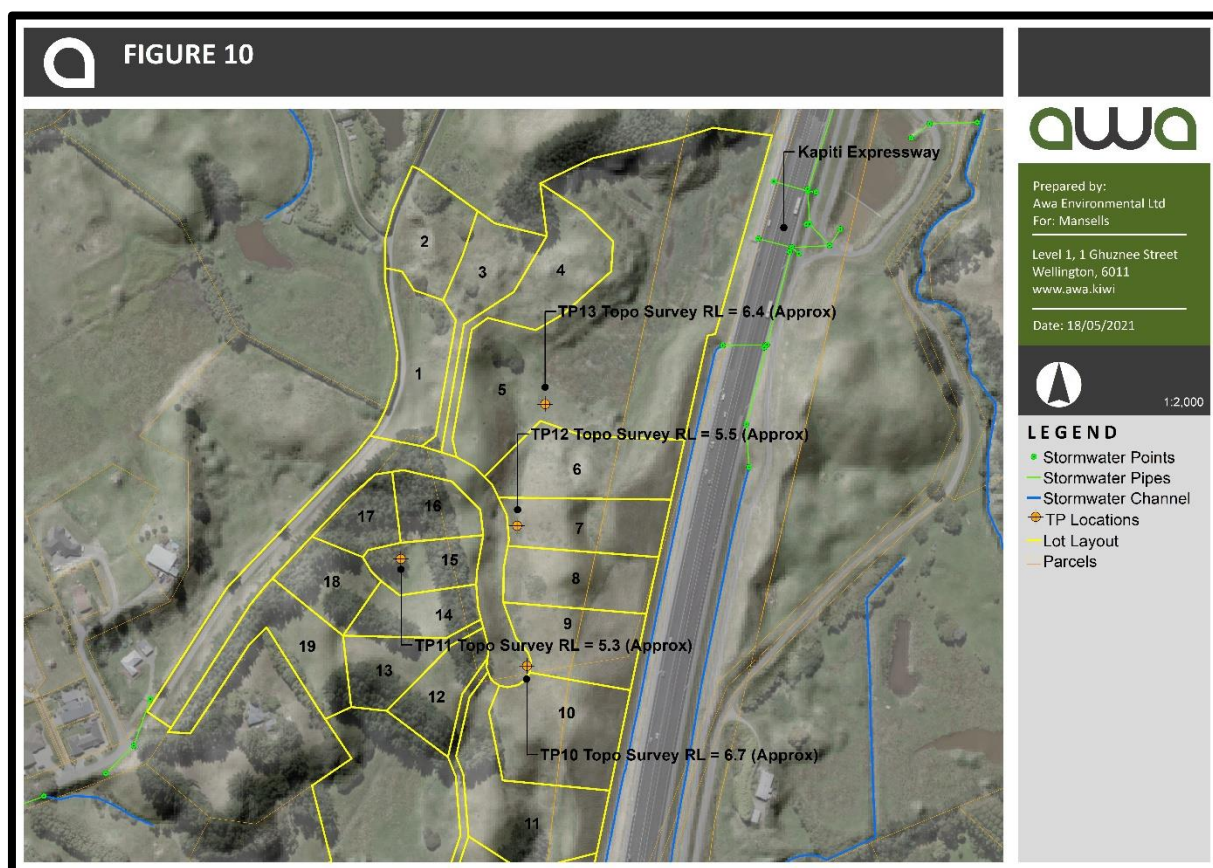 FIGURE 10
Kapiti Expressway
2
3
4
TP13 Topo Survey RL = 6.4 (Approx)
1
5
TP12 Topo Survey RL = 5.5 (Approx)
6
17
16
7
15
8
18
14
9
19
TP11 Topo Survey RL = 5.3 (Approx)
13
12
10
TP10 Topo Survey RL = 6.7 (Approx)
11
awa
Prepared by:
Awa Environmental Ltd
For: Mansells
Level 1, 1 Ghuznee Street
Wellington, 6011
www.awa.kiwi
Date: 18/05/2021
1:2,000
LEGEND
Stormwater Points
Stormwater Pipes
Stormwater Channel
TP Locations
Lot Layout
Parcels